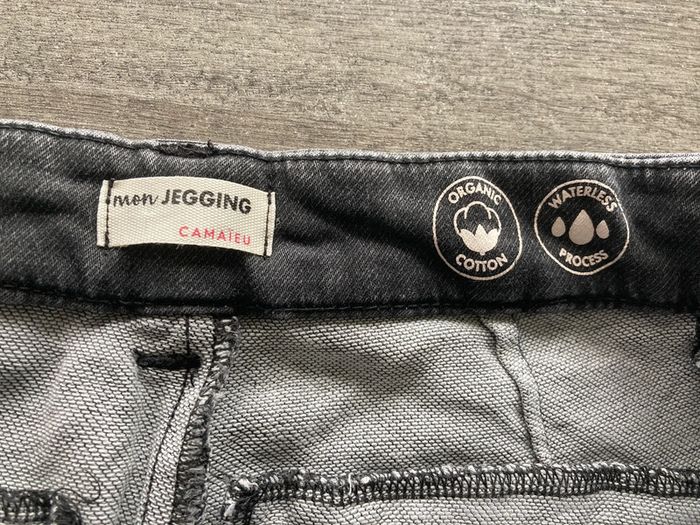 mon JEGGING
CAMAÏEU
ORGANIC
COTTON
WATERLESS
PROCESS